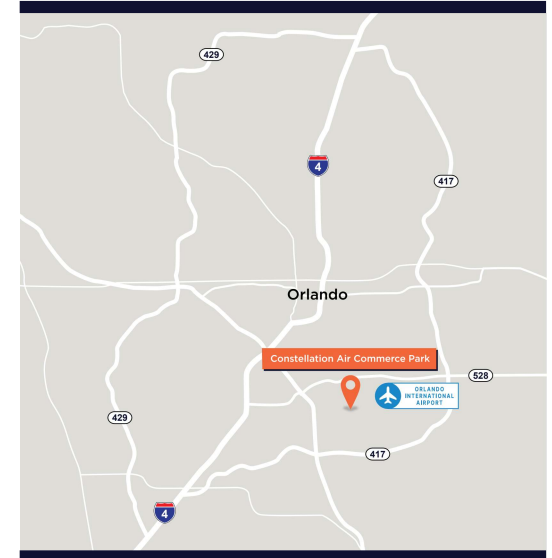 429
4
417
Orlando
Constellation Air Commerce Park
528
ORLANDO
INTERNATIONAL
AIRPORT
429
417
4